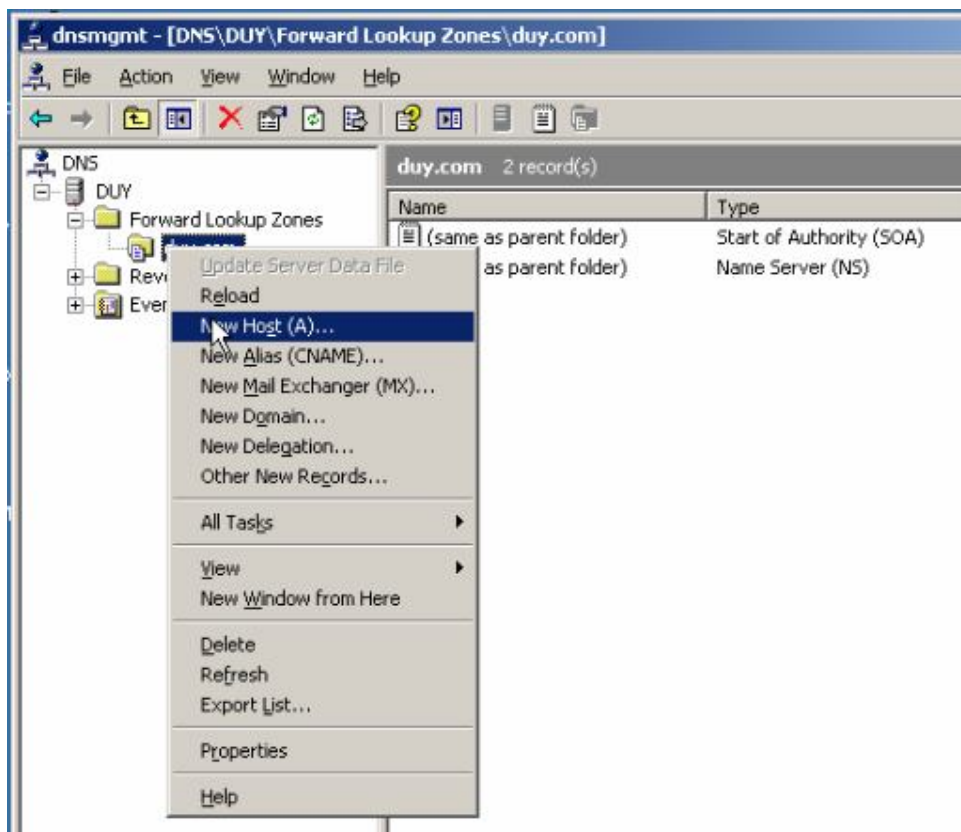 dnsmgmt - [DNS\DUY\Forward Lookup Zones\duy.com]
File Action View Window Help
DNS
DUY
Forward Lookup Zones
duy.com 2 record(s)
Name Type
(same as parent folder) Start of Authority (SOA)
as parent folder) Name Server (NS)
Update Server Data File
Reload
New Host (A)...
New Alias (CNAME)...
New Mail Exchanger (MX)...
New Domain...
New Delegation...
Other New Records...
All Tasks
View
New Window from Here
Delete
Refresh
Export List...
Properties
Help